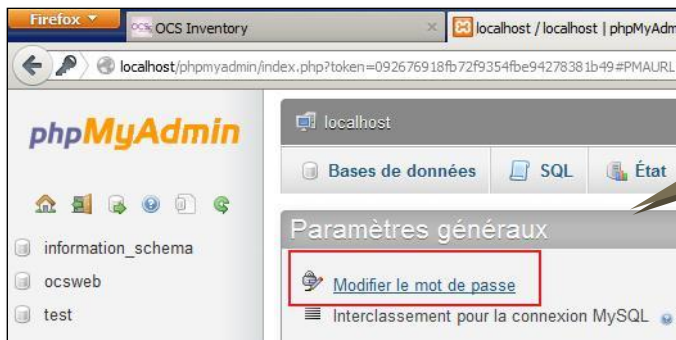 Firefox
OCS Inventory
localhost / localhost | phpMyAdm
localhost/phpmyadmin/index.php?token=092676918fb72f9354fbe94278381b49#PMAURL
phpMyAdmin
localhost
Bases de données
SQL
État
Paramètres généraux
information_schema
ocsweb
Modifier le mot de passe
test
Interclassement pour la connexion MySQL